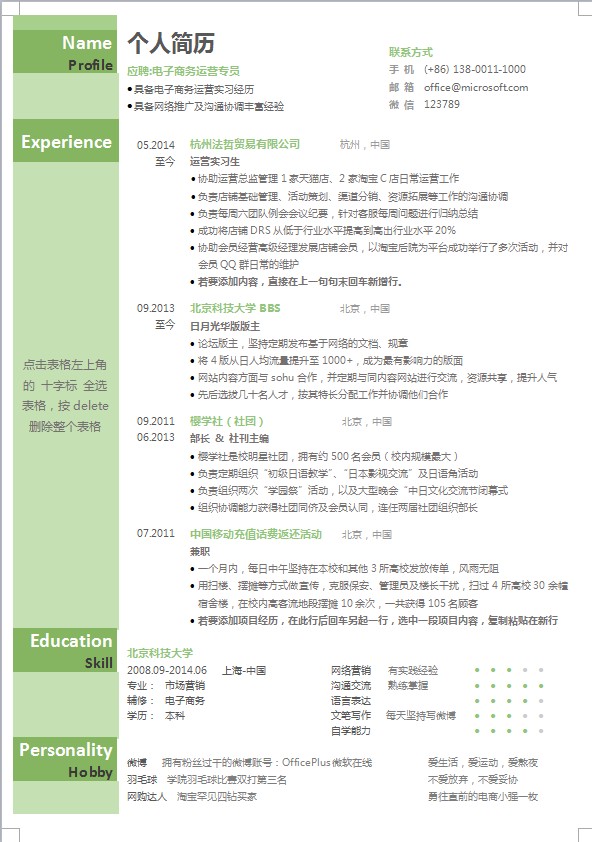 Name
Profile
个人简历
应聘:电子商务运营专员
●具备电子商务运营实习经历
●具备网络推广及沟通协调丰富经验
联系方式
手 机 (+86) 138-0011-1000
邮 箱 office@microsoft.com
微 信 123789
Experience
05.2014 杭州法哲贸易有限公司 杭州，中国
至今 运营实习生
●协助运营总监管理 1 家天猫店、2 家淘宝 C 店日常运营工作
●负责店铺基础管理、活动策划、渠道分销、资源拓展等工作的沟通协调
●负责每周六团队例会会议纪要，针对客服每周问题进行归纳总结
●成功将店铺 DRS 从低于行业水平提高到高出行业水平 20%
●协助会员经营高级经理发展店铺会员，以淘宝后院为平台成功举行了多次活动，并对
会员 QQ 群日常的维护
●若要添加内容，直接在上一句句末回车新增行。
09.2013 北京科技大学 BBS 北京，中国
至今 日月光华版版主
●论坛版主，坚持定期发布基于网络的文档、规章
●将 4 版从日人均流量提升至 1000+，成为最有影响力的版面
●网站内容方面与 sohu 合作，并定期与同内容网站进行交流，资源共享，提升人气
●先后选拔几十名人才，按其特长分配工作并协调他们合作
点击表格左上角
的 十字标 全选
表格，按 delete
删除整个表格
09.2011 樱学社（社团） 北京，中国
06.2013 部长 & 社刊主编
●樱学社是校明星社团，拥有约 500 名会员（校内规模最大）
●负责定期组织“初级日语教学”、“日本影视交流”及日语角活动
●负责组织两次“学园祭”活动，以及大型晚会“中日文化交流节闭幕式
●组织协调能力获得社团同侪及会员认同，连任两届社团组织部长
07.2011 中国移动充值话费返还活动 北京，中国
兼职
●一个月内，每日中午坚持在本校和其他 3 所高校发放传单，风雨无阻
●用扫楼、摆摊等方式做宣传，克服保安、管理员及楼长干扰，扫过 4 所高校 30 余幢
宿舍楼，在校内高客流地段摆摊 10 余次，一共获得 105 名顾客
●若要添加项目经历，在此行后回车另起一行，选中一段项目内容，复制粘贴在新行
Education
Skill
北京科技大学
2008.09-2014.06 上海-中国
专业： 市场营销
辅修： 电子商务
学历： 本科
网络营销 有实践经验
沟通交流 熟练掌握
语言表达
文笔写作 每天坚持写微博
自学能力
Personality
Hobby
微博 拥有粉丝过千的微博账号：OfficePlus 微软在线
羽毛球 学院羽毛球比赛双打第三名
网购达人 淘宝罕见四钻买家
爱生活，爱运动，爱熬夜
不爱放弃，不爱妥协
勇往直前的电商小强一枚